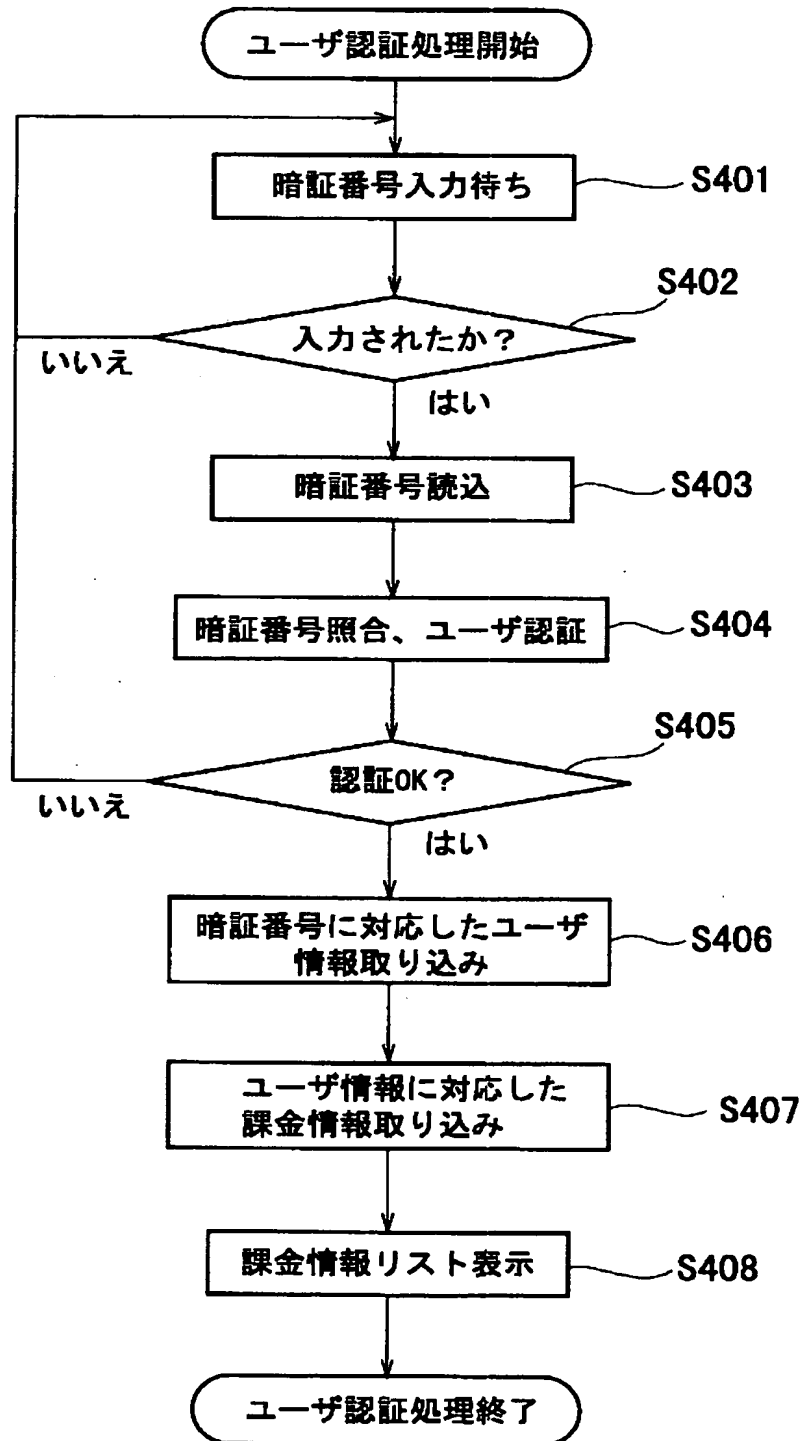 ユーザ認証処理開始
暗証番号入力待ち
S401
S402
入力されたか？
いいえ
はい
暗証番号読込
S403
暗証番号照合、ユーザ認証
S404
S405
認証OK？
いいえ
はい
暗証番号に対応したユーザ
情報取り込み
S406
ユーザ情報に対応した
課金情報取り込み
S407
課金情報リスト表示
S408
ユーザ認証処理終了